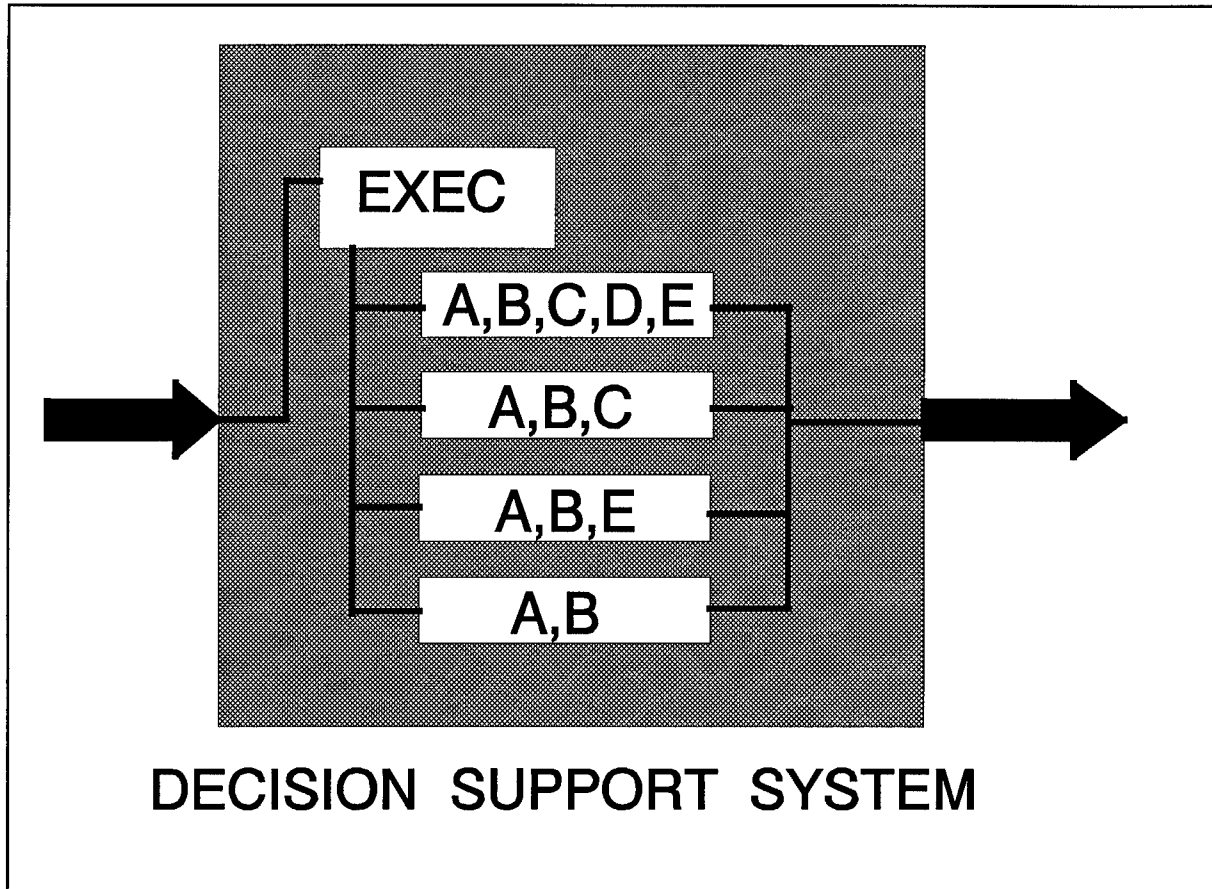 EXEC
A,B,C,D,E
A,B,C
A,B,E
A,B
DECISION SUPPORT SYSTEM